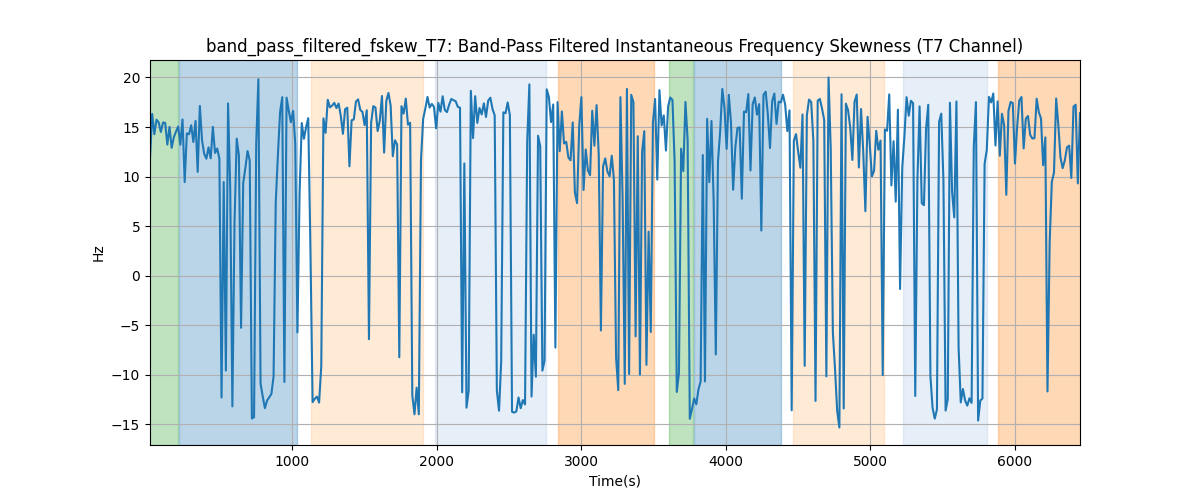 band_pass_filtered_fskew_T7: Band-Pass Filtered Instantaneous Frequency Skewness (T7 Channel)
20
15
10
5
0
−5
−10
−15
Hz
1000 2000 3000 4000 5000 6000
Time(s)